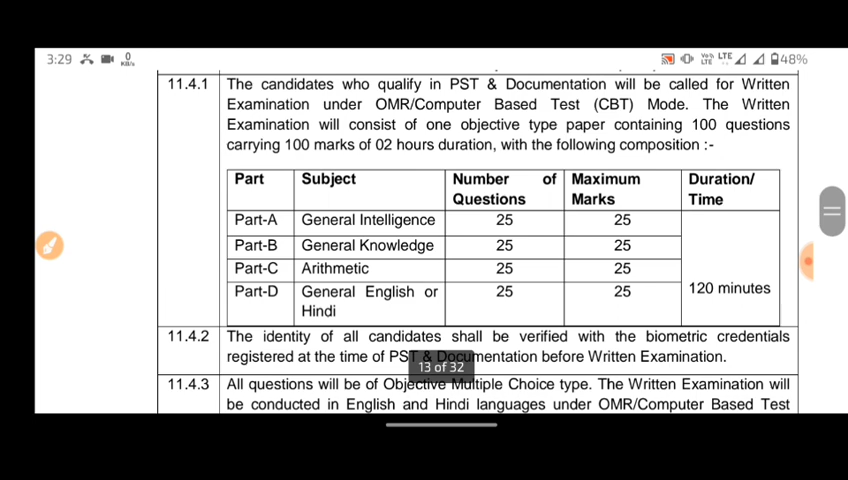 3:29 0 KB/s Vo)) LTE LTE 48%
11.4.1 The candidates who qualify in PST & Documentation will be called for Written
Examination under OMR/Computer Based Test (CBT) Mode. The Written
Examination will consist of one objective type paper containing 100 questions
carrying 100 marks of 02 hours duration, with the following composition :-
Part Subject Number of Questions Maximum Marks Duration/ Time
Part-A General Intelligence 25 25
Part-B General Knowledge 25 25
Part-C Arithmetic 25 25
Part-D General English or Hindi 25 25 120 minutes
11.4.2 The identity of all candidates shall be verified with the biometric credentials
registered at the time of PST & Documentation before Written Examination.
13 of 32
11.4.3 All questions will be of Objective Multiple Choice type. The Written Examination will
be conducted in English and Hindi languages under OMR/Computer Based Test